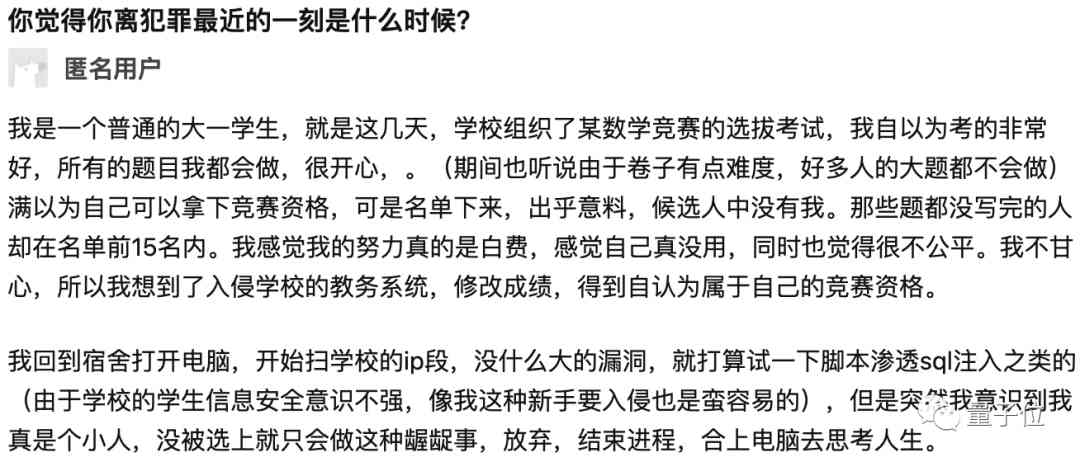 你觉得你离犯罪最近的一刻是什么时候？
匿名用户
我是一个普通的大一学生，就是这几天，学校组织了某数学竞赛的选拔考试，我自以为考的非常
好，所有的题目我都会做，很开心，。（期间也听说由于卷子有点难度，好多人的大题都不会做）
满以为自己可以拿下竞赛资格，可是名单下来，出乎意料，候选人中没有我。那些题都没写完的人
却在名单前15名内。我感觉我的努力真的是白费，感觉自己真没用，同时也觉得很不公平。我不甘
心，所以我想到了入侵学校的教务系统，修改成绩，得到自认为属于自己的竞赛资格。
我回到宿舍打开电脑，开始扫学校的ip段，没什么大的漏洞，就打算试一下脚本渗透sql注入之类的
（由于学校的学生信息安全意识不强，像我这种新手要入侵也是蛮容易的），但是突然我意识到我
真是个小人，没被选上就只会做这种龌龊事，放弃，结束进程，合上电脑去思考人生。
量子位